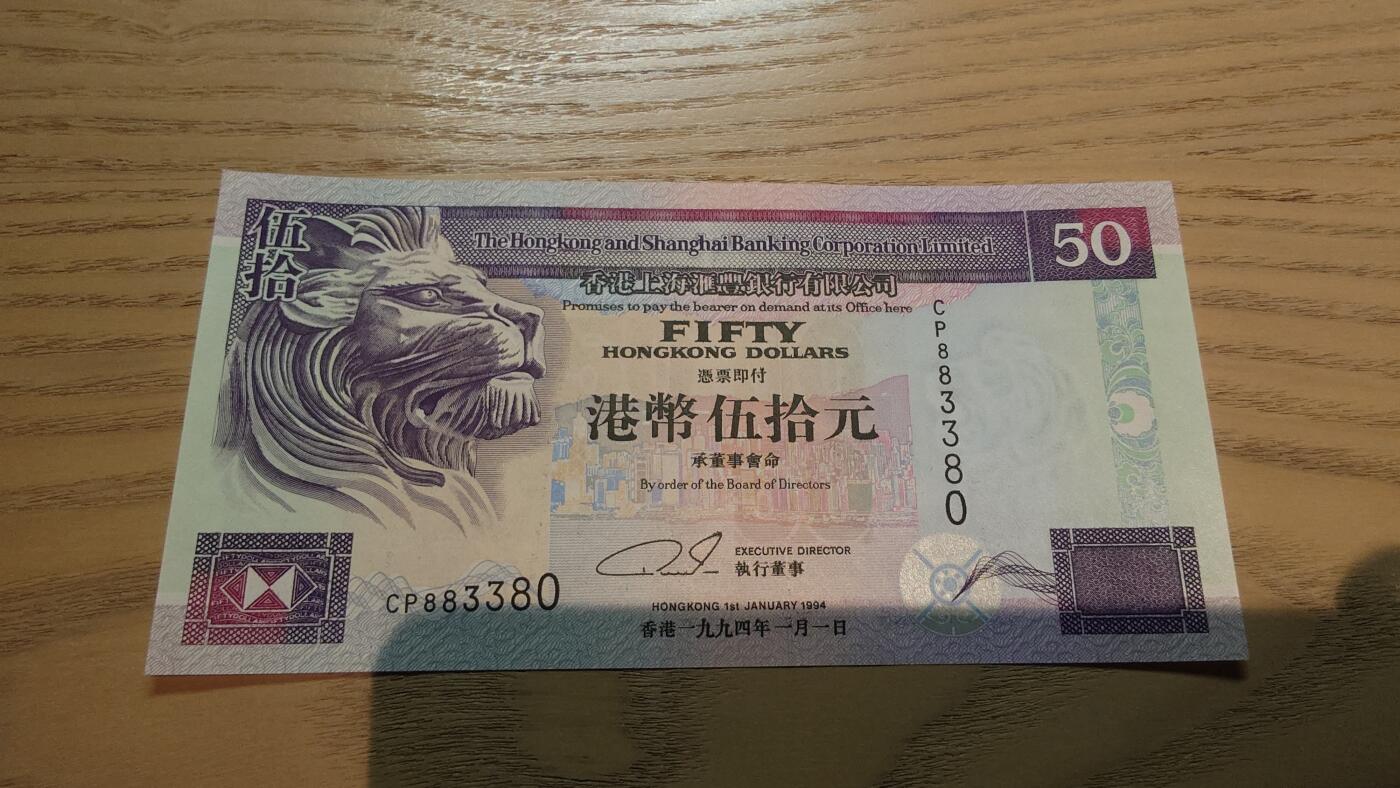 伍拾
The Hongkong and Shanghai Banking Corporation Limited
50
香港上海滙豐銀行有限公司
Promises to pay the bearer on demand at its Office here
FIFTY
HONGKONG DOLLARS
憑票即付
港幣伍拾元
承董事會命
By order of the Board of Directors
CP883380
EXECUTIVE DIRECTOR
執行董事
CP883380
HONGKONG 1st JANUARY 1994
香港一九九四年一月一日